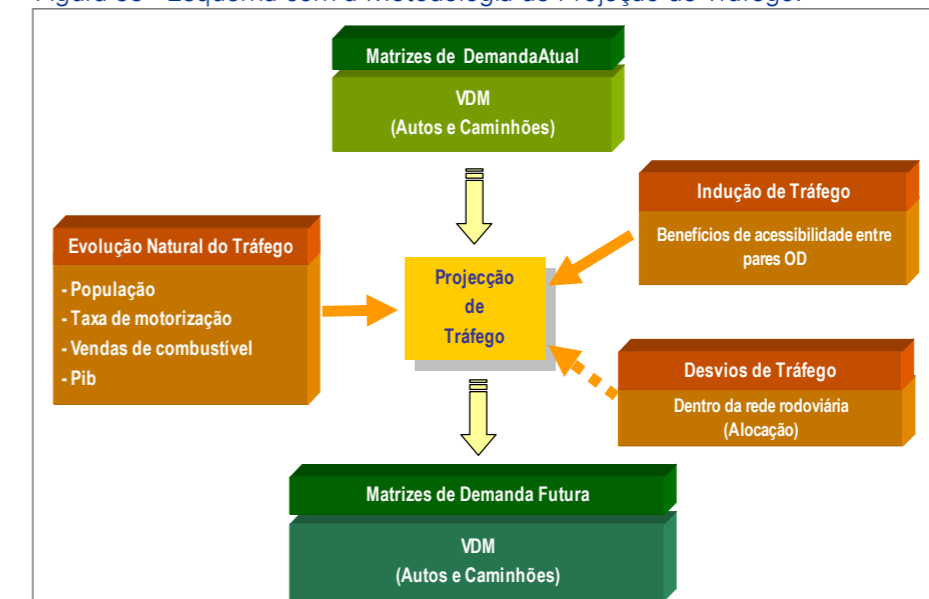 Matrizes de DemandaAtual
VDM
(Autos e Caminhões)
Indução de Tráfego
Benefícios de acessibilidade entre
pares OD
Evolução Natural do Tráfego
- População
- Taxa de motorização
- Vendas de combustível
- Pib
Projecção
de
Tráfego
Desvios de Tráfego
Dentro da rede rodoviária
(Alocação)
Matrizes de Demanda Futura
VDM
(Autos e Caminhões)